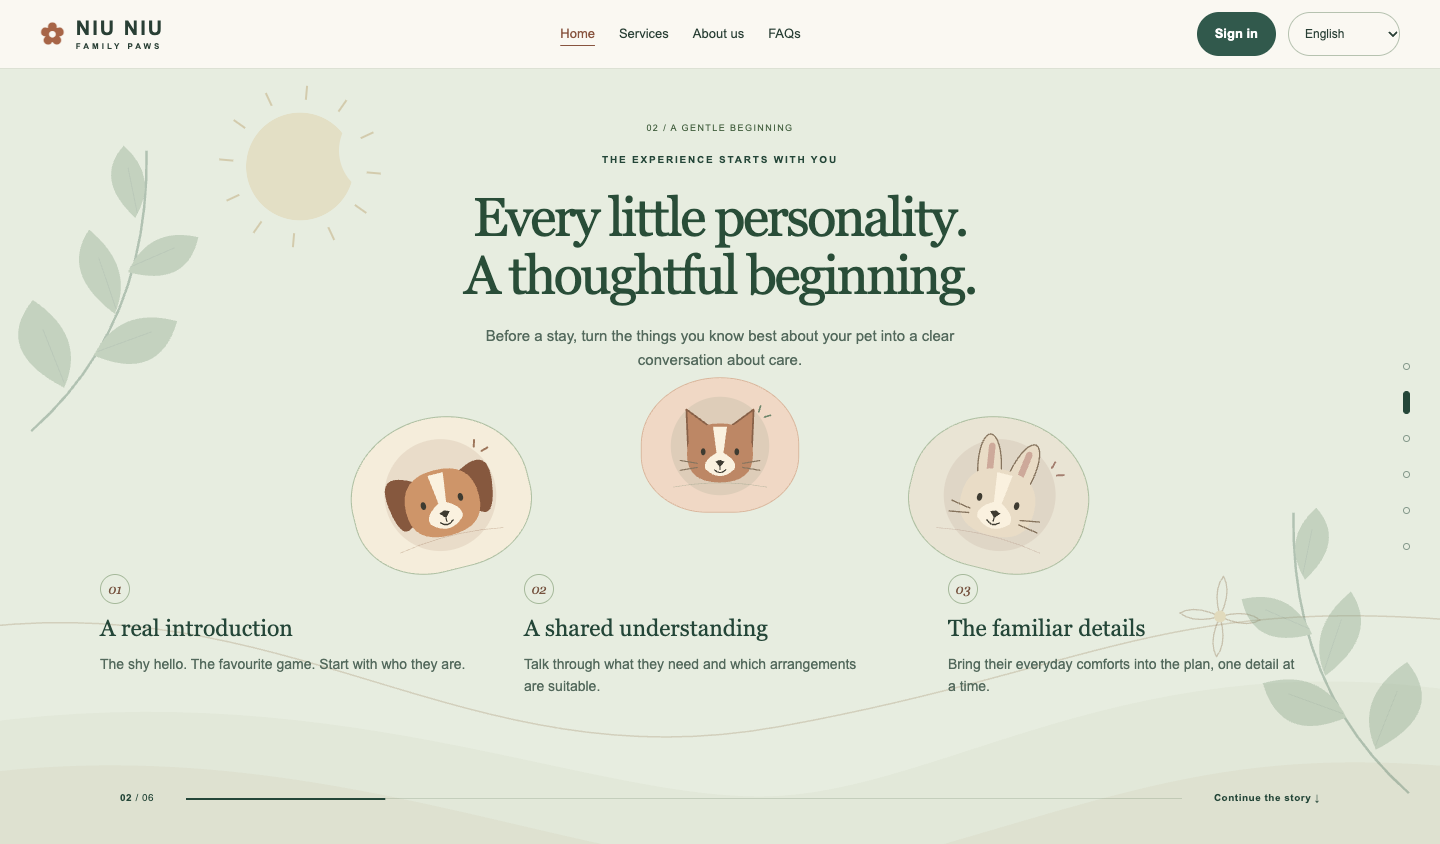 NIU NIU
FAMILY PAWS
Home
Services
About us
FAQs
Sign in
English
02 / A GENTLE BEGINNING
THE EXPERIENCE STARTS WITH YOU
Every little personality.
A thoughtful beginning.
Before a stay, turn the things you know best about your pet into a clear
conversation about care.
01
A real introduction
The shy hello. The favourite game. Start with who they are.
02
A shared understanding
Talk through what they need and which arrangements
are suitable.
03
The familiar details
Bring their everyday comforts into the plan, one detail at
a time.
02 / 06
Continue the story ↓